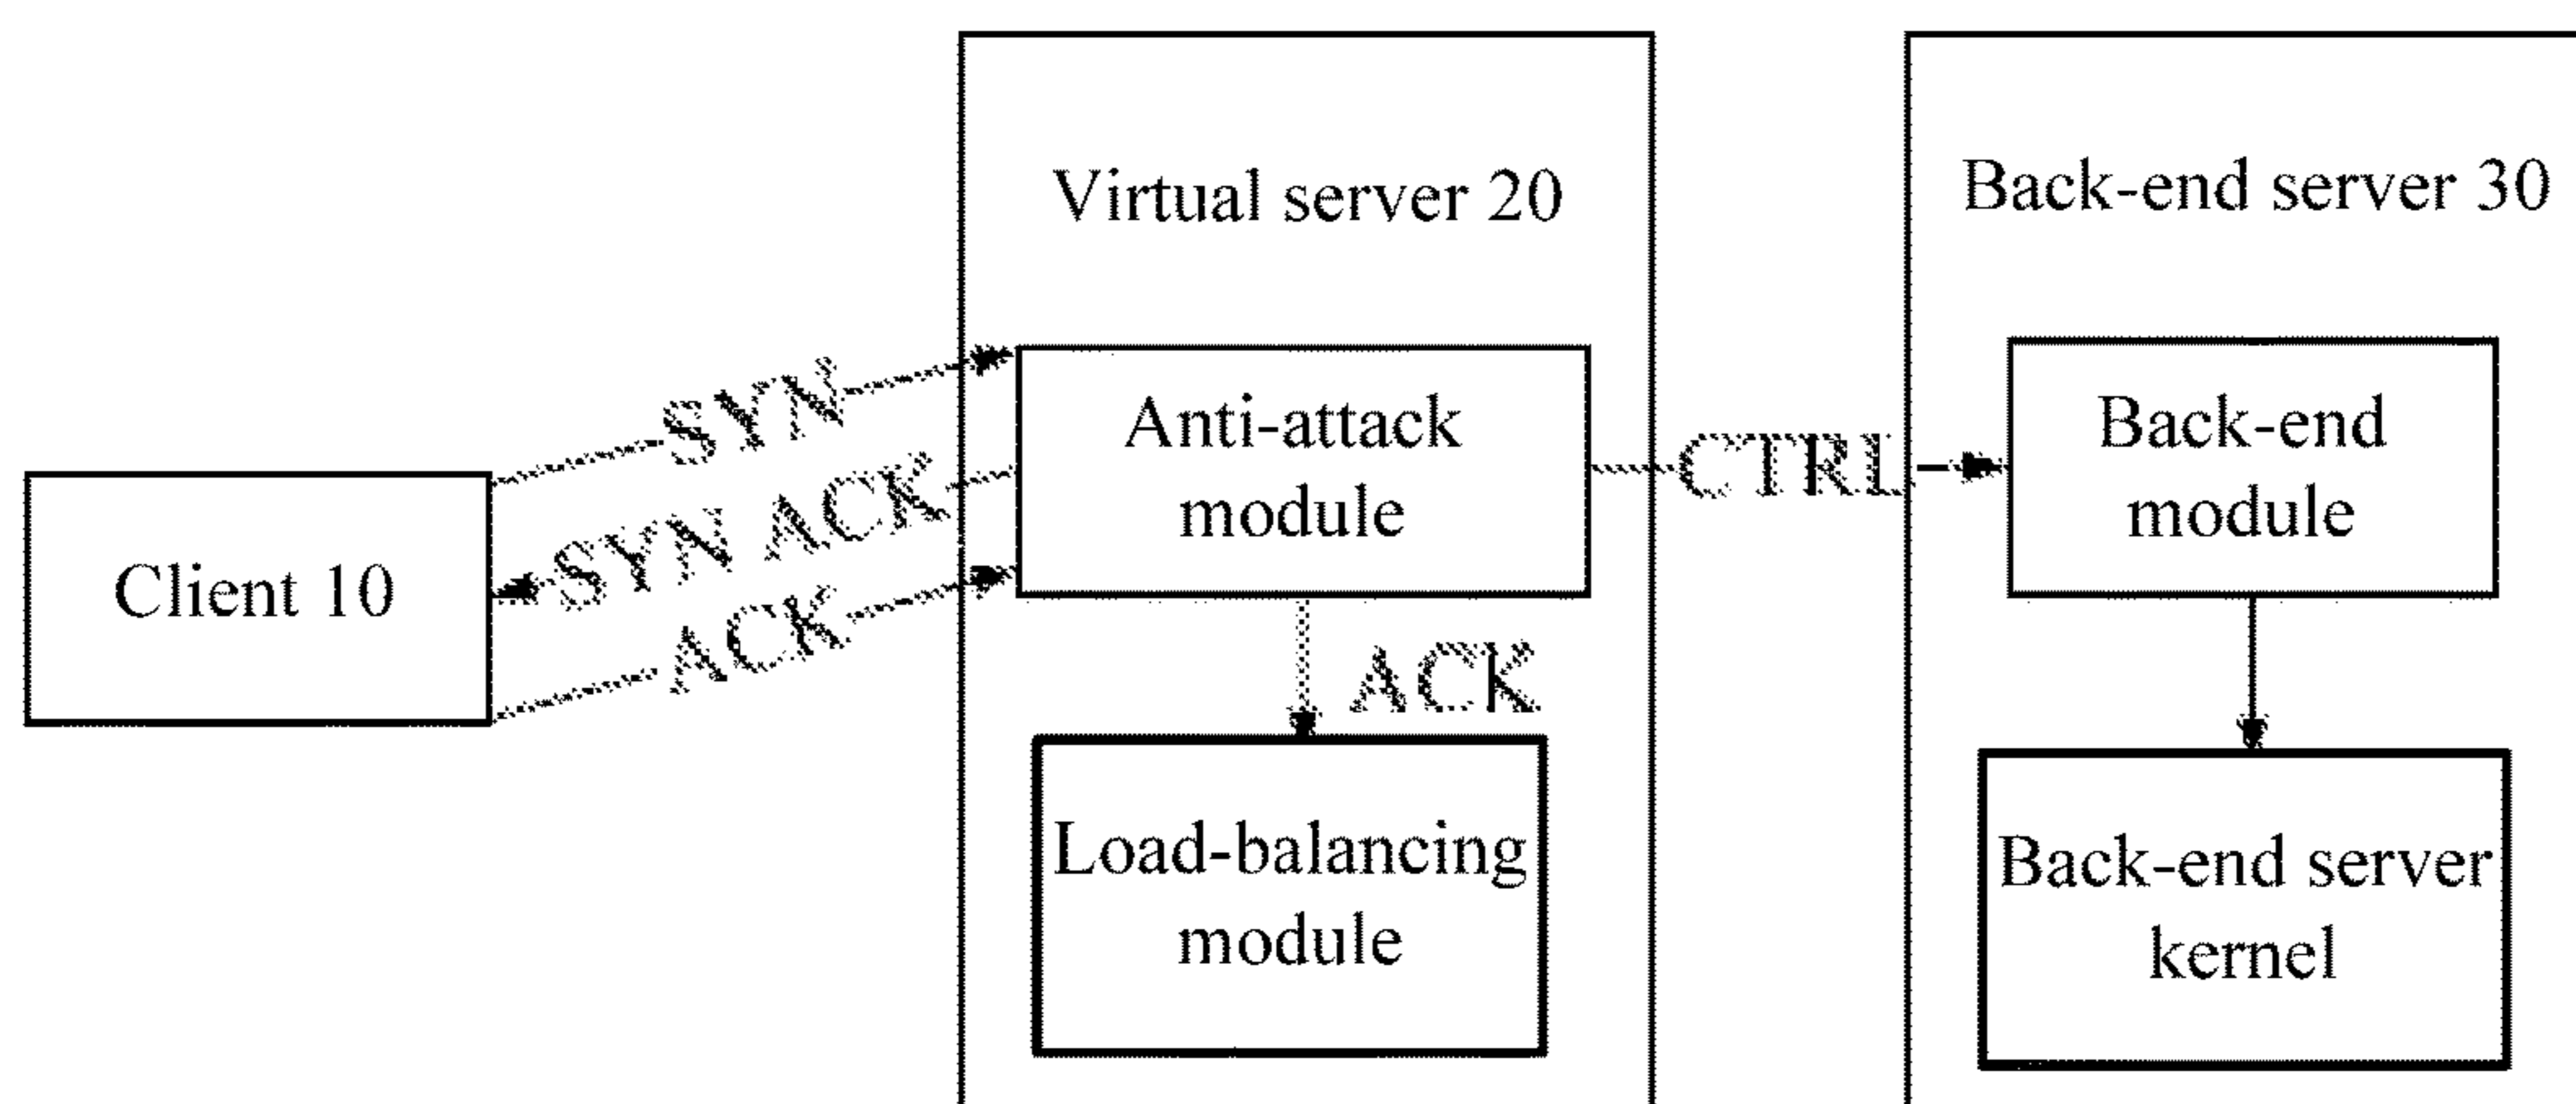 Virtual server 20
Back-end server 30
Client 10
SYN
SYN ACK
ACK
Anti-attack
module
CTRL
Back-end
module
ACK
Load-balancing
module
Back-end server
kernel